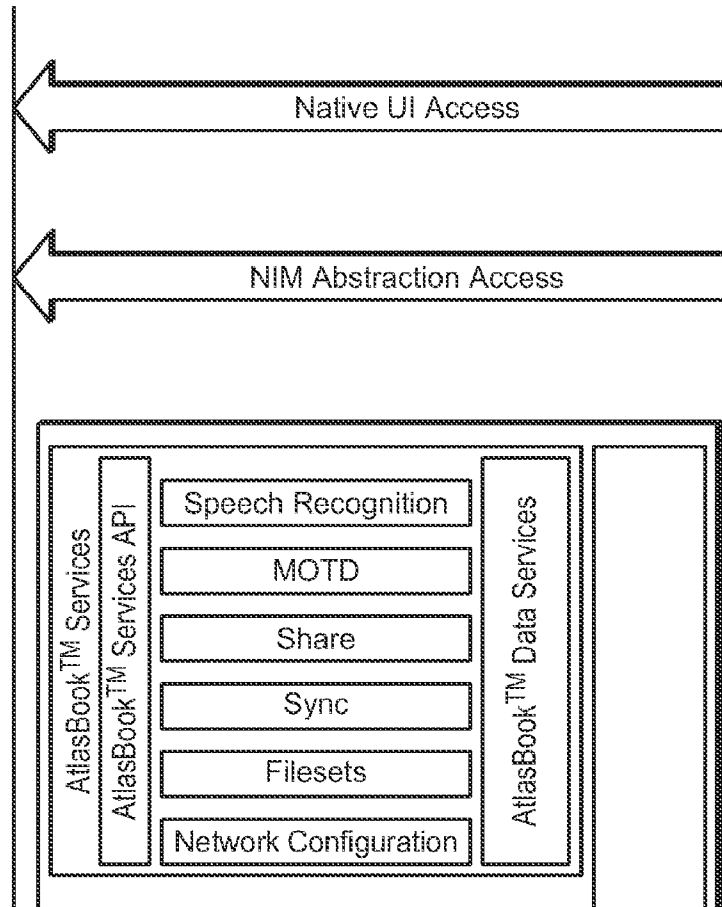 Native UI Access
NIM Abstraction Access
AtlasBook™ Services
AtlasBook™ Services API
Speech Recognition
MOTD
Share
Sync
Filesets
Network Configuration
AtlasBook™ Data Services